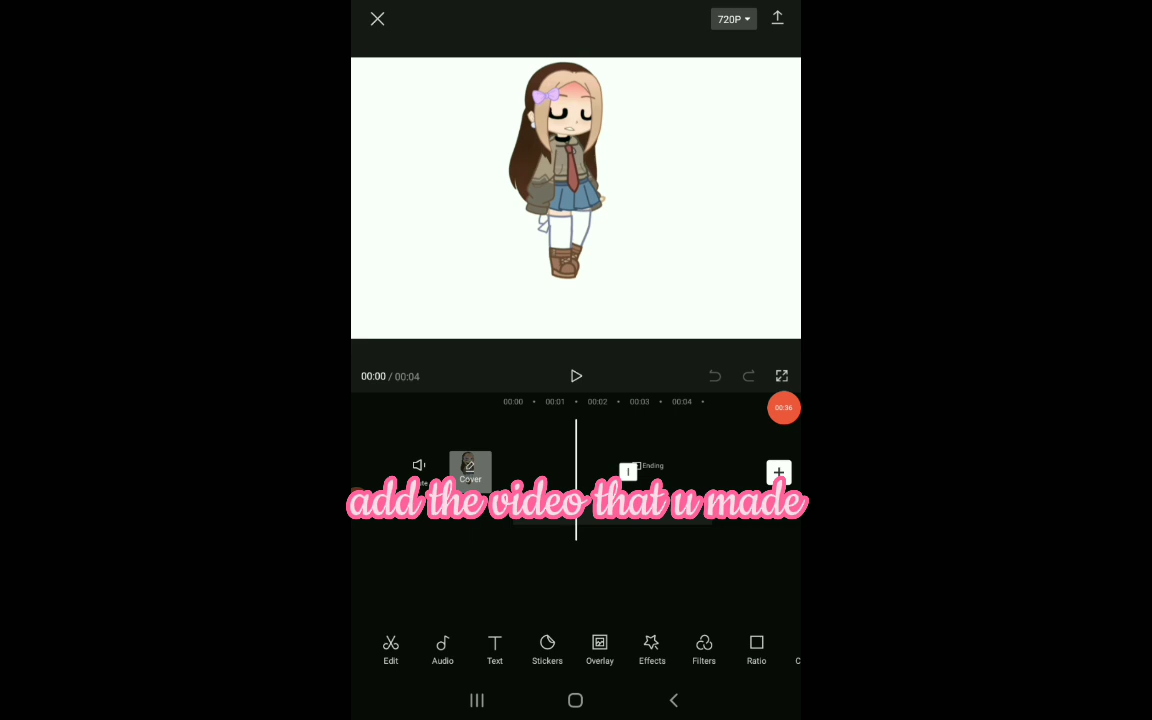 720P
00:00 / 00:04
00:00 00:01 00:02 00:03 00:04
00:36
Ending
Cover
add the video that u made
Edit Audio Text Stickers Overlay Effects Filters Ratio